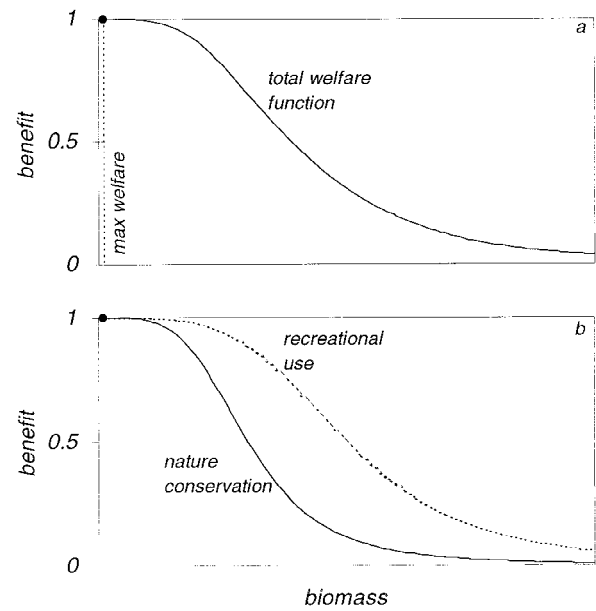 1
a
total welfare
function
benefit
0.5
max welfare
0
1
b
recreational
use
benefit
0.5
nature
conservation
0
biomass